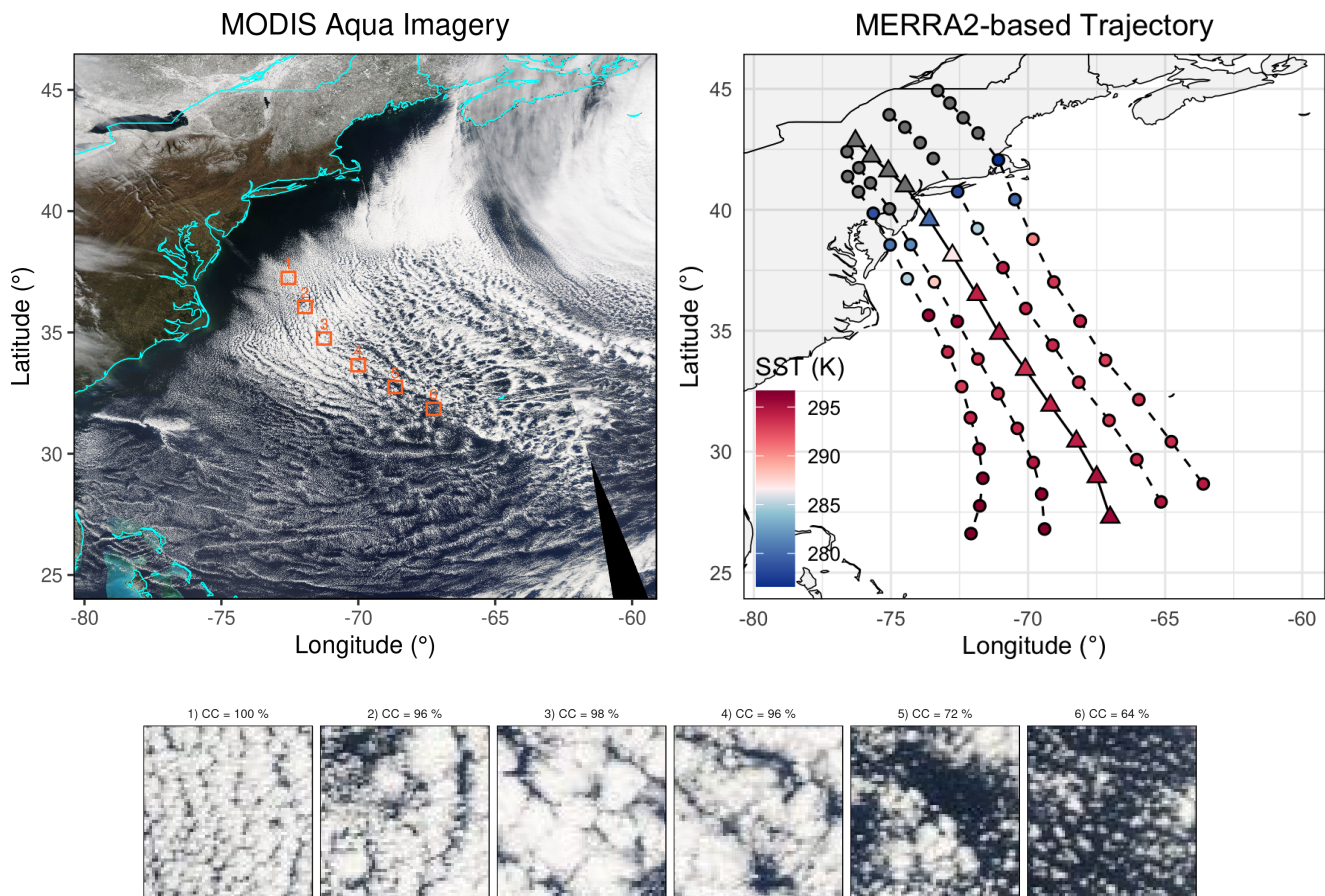 MODIS Aqua Imagery
MERRA2-based Trajectory
Latitude (°)
45
40
35
30
25
1
2
3
4
5
6
-80
-75
-70
-65
-60
Longitude (°)
Latitude (°)
45
40
35
30
25
SST (K)
295
290
285
280
-80
-75
-70
-65
-60
Longitude (°)
1) CC = 100 %
2) CC = 96 %
3) CC = 98 %
4) CC = 96 %
5) CC = 72 %
6) CC = 64 %